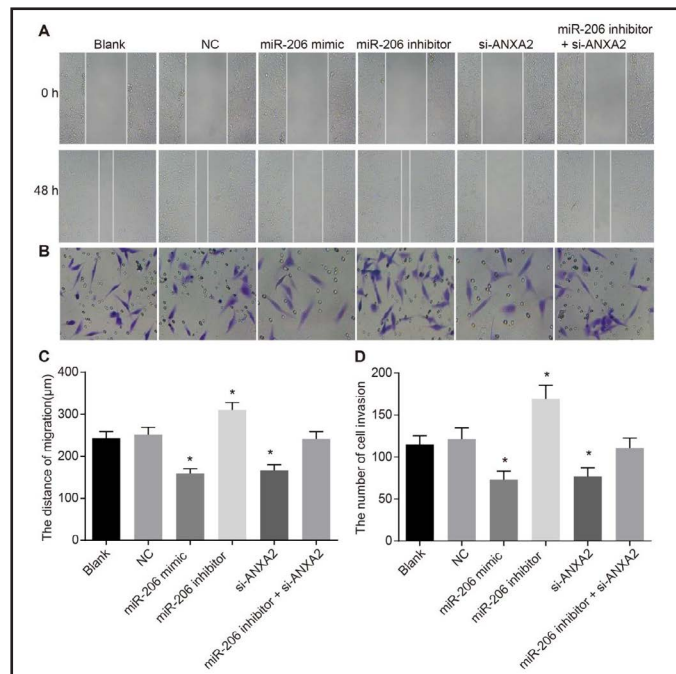 A
Blank
NC
miR-206 mimic
miR-206 inhibitor
si-ANXA2
miR-206 inhibitor
+ si-ANXA2
0 h
48 h
B
C
The distance of migration(μm)
400
300
200
100
0
*
*
*
Blank
NC
miR-206 mimic
miR-206 inhibitor
si-ANXA2
miR-206 inhibitor + si-ANXA2
D
The number of cell invasion
200
150
100
50
0
*
*
*
Blank
NC
miR-206 mimic
miR-206 inhibitor
si-ANXA2
miR-206 inhibitor + si-ANXA2